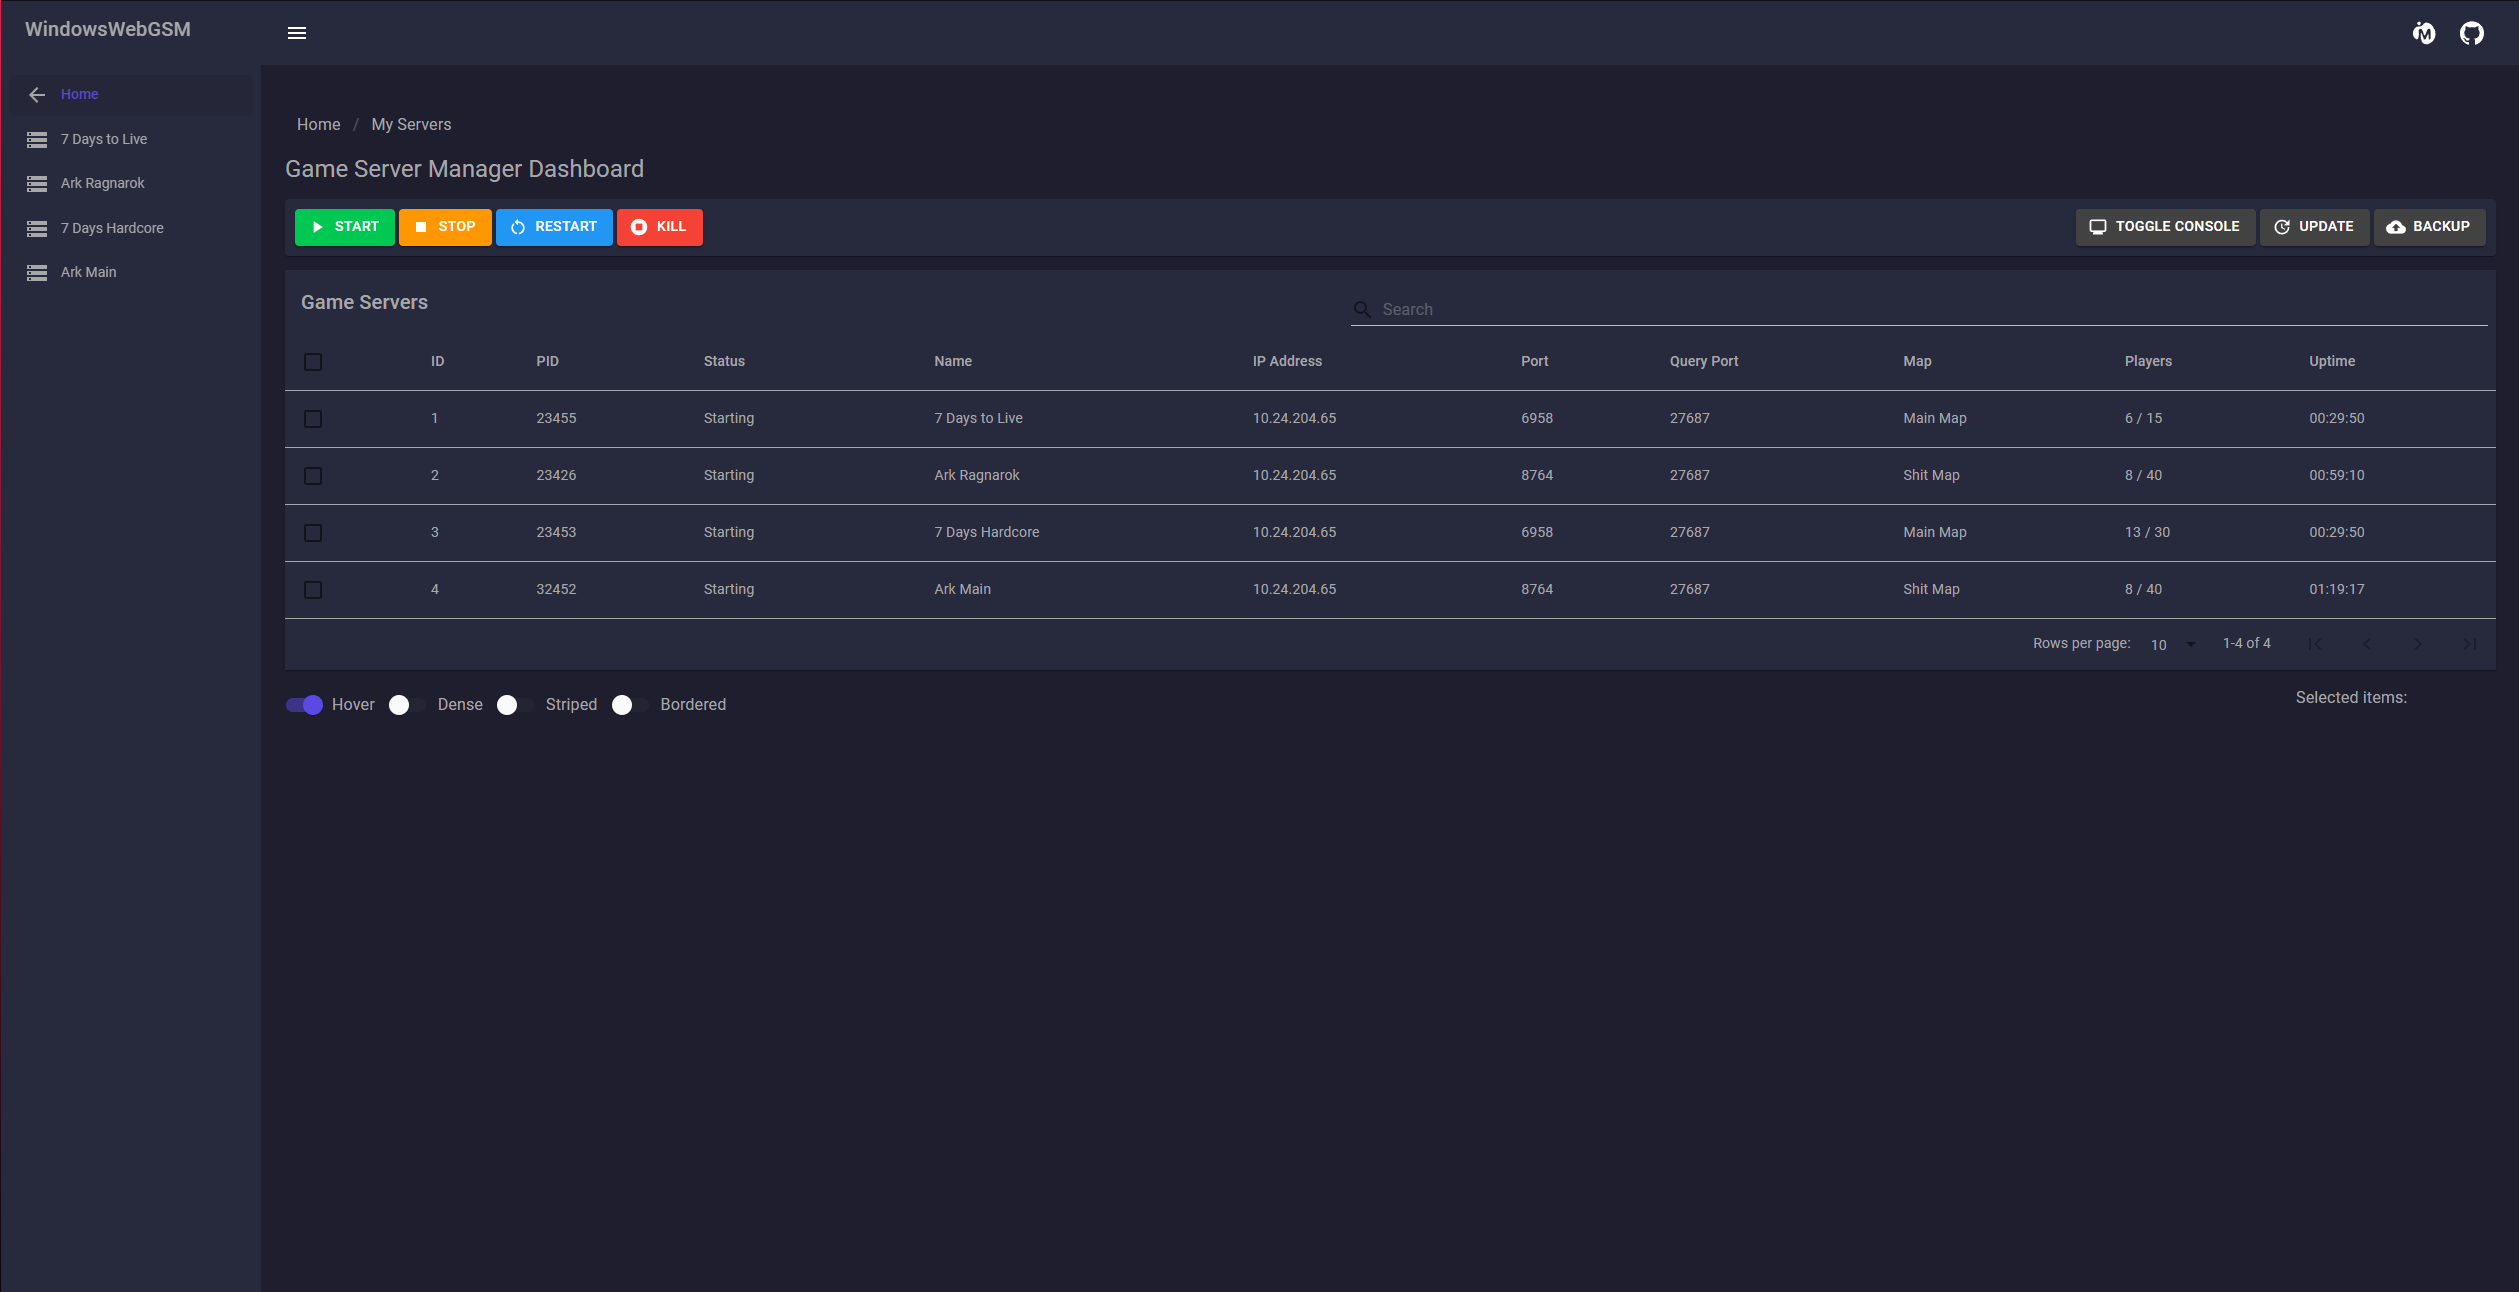 WindowsWebGSM
Home
7 Days to Live
Ark Ragnarok
7 Days Hardcore
Ark Main
Home / My Servers
Game Server Manager Dashboard
START STOP RESTART KILL TOGGLE CONSOLE UPDATE BACKUP
Game Servers
Search
ID PID Status Name IP Address Port Query Port Map Players Uptime
1 23455 Starting 7 Days to Live 10.24.204.65 6958 27687 Main Map 6 / 15 00:29:50
2 23426 Starting Ark Ragnarok 10.24.204.65 8764 27687 Shit Map 8 / 40 00:59:10
3 23453 Starting 7 Days Hardcore 10.24.204.65 6958 27687 Main Map 13 / 30 00:29:50
4 32452 Starting Ark Main 10.24.204.65 8764 27687 Shit Map 8 / 40 01:19:17
Rows per page: 10 1-4 of 4
Hover Dense Striped Bordered
Selected items: